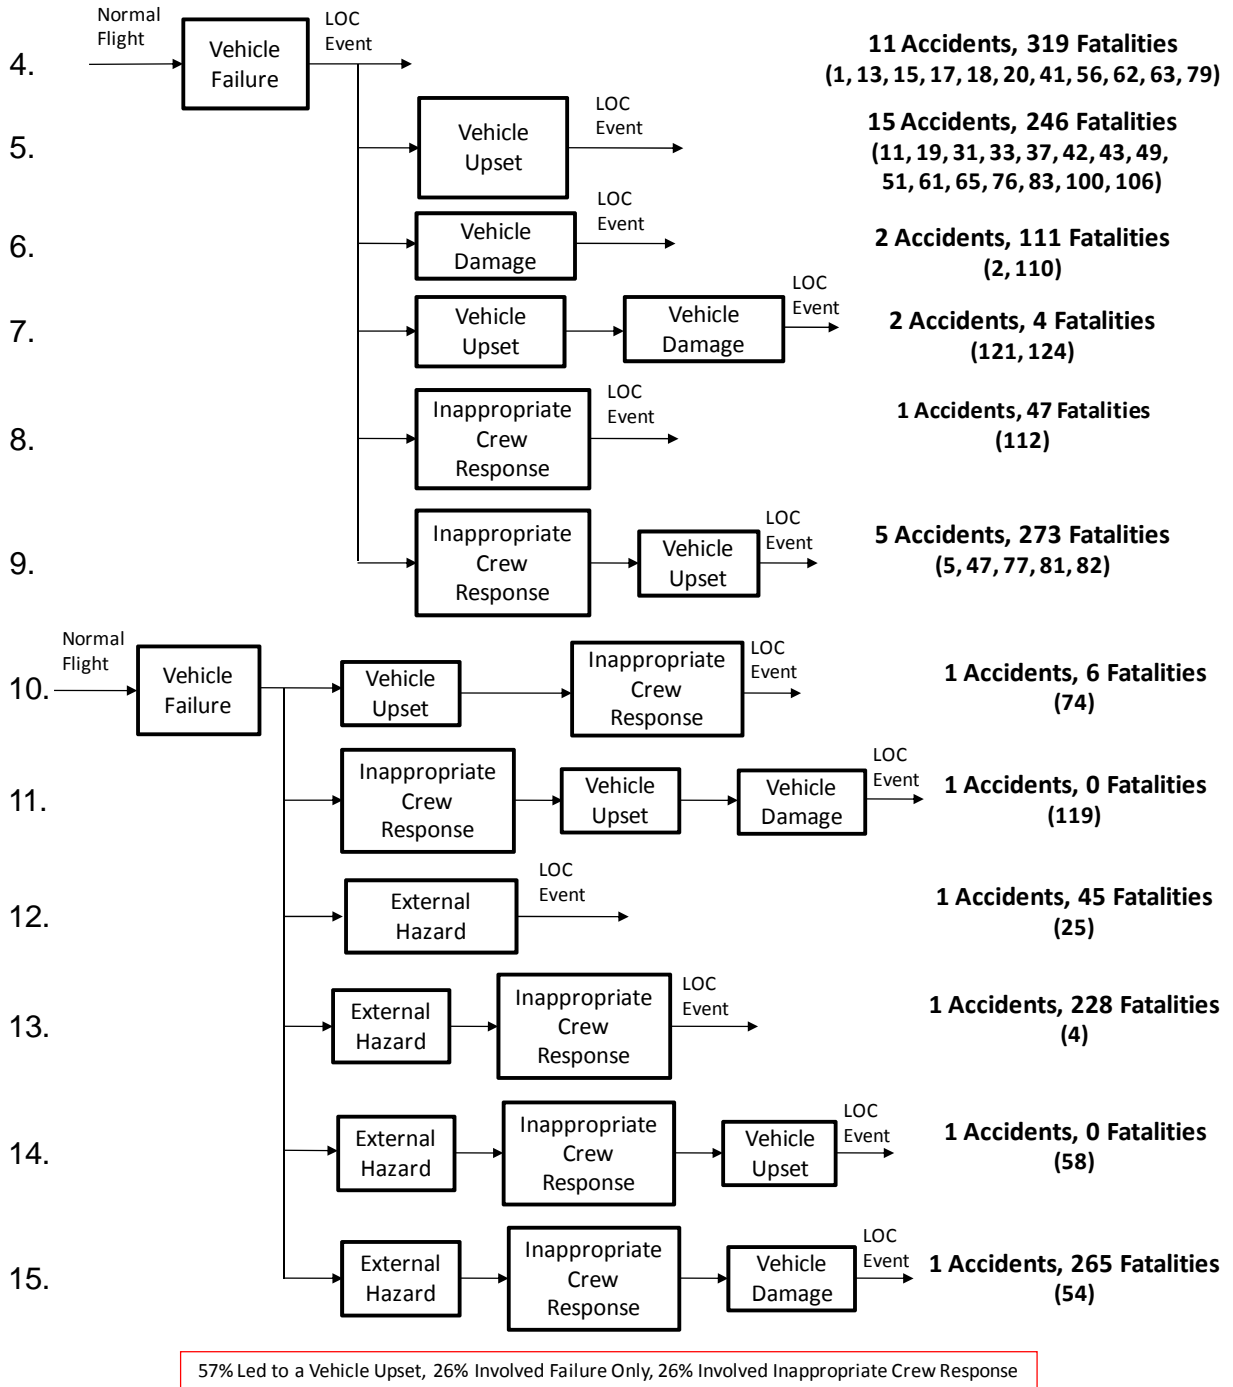 Normal
Flight
LOC
Event
4.
Vehicle
Failure
11 Accidents, 319 Fatalities
(1, 13, 15, 17, 18, 20, 41, 56, 62, 63, 79)
5.
Vehicle
Upset
LOC
Event
15 Accidents, 246 Fatalities
(11, 19, 31, 33, 37, 42, 43, 49,
51, 61, 65, 76, 83, 100, 106)
6.
Vehicle
Damage
LOC
Event
2 Accidents, 111 Fatalities
(2, 110)
7.
Vehicle
Upset
Vehicle
Damage
LOC
Event
2 Accidents, 4 Fatalities
(121, 124)
8.
Inappropriate
Crew
Response
LOC
Event
1 Accidents, 47 Fatalities
(112)
9.
Inappropriate
Crew
Response
Vehicle
Upset
LOC
Event
5 Accidents, 273 Fatalities
(5, 47, 77, 81, 82)
Normal
Flight
10.
Vehicle
Failure
Vehicle
Upset
Inappropriate
Crew
Response
LOC
Event
1 Accidents, 6 Fatalities
(74)
11.
Inappropriate
Crew
Response
Vehicle
Upset
Vehicle
Damage
LOC
Event
1 Accidents, 0 Fatalities
(119)
12.
External
Hazard
LOC
Event
1 Accidents, 45 Fatalities
(25)
13.
External
Hazard
Inappropriate
Crew
Response
LOC
Event
1 Accidents, 228 Fatalities
(4)
14.
External
Hazard
Inappropriate
Crew
Response
Vehicle
Upset
LOC
Event
1 Accidents, 0 Fatalities
(58)
15.
External
Hazard
Inappropriate
Crew
Response
Vehicle
Damage
LOC
Event
1 Accidents, 265 Fatalities
(54)
57% Led to a Vehicle Upset, 26% Involved Failure Only, 26% Involved Inappropriate Crew Response